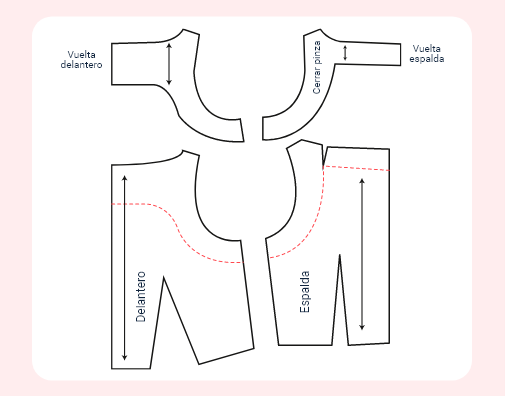 Vuelta
delantero
Cerrar pinza
Vuelta
espalda
Delantero
Espalda